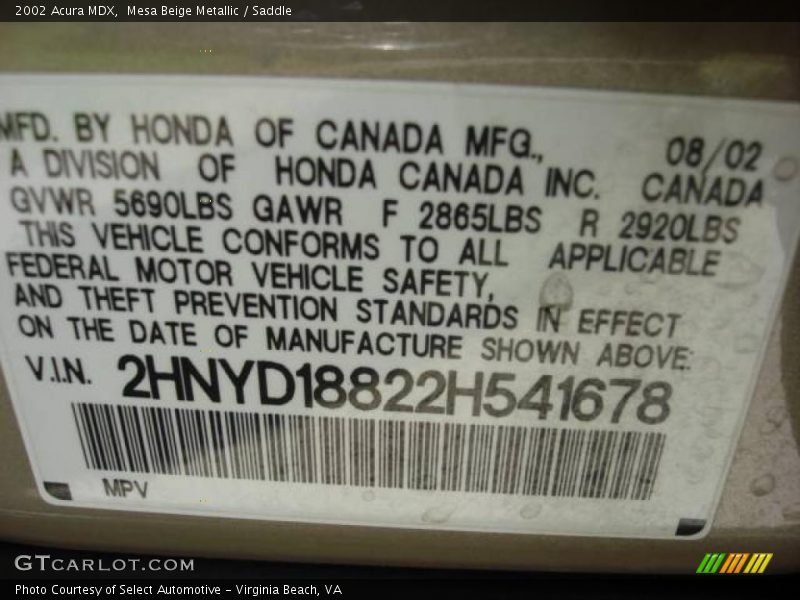 2002 Acura MDX,  Mesa Beige Metallic / Saddle
MFD. BY HONDA OF CANADA MFG., 08/02
A DIVISION OF HONDA CANADA INC. CANADA
GVWR 5690LBS GAWR F 2865LBS R 2920LBS
THIS VEHICLE CONFORMS TO ALL APPLICABLE
FEDERAL MOTOR VEHICLE SAFETY,
AND THEFT PREVENTION STANDARDS IN EFFECT
ON THE DATE OF MANUFACTURE SHOWN ABOVE:
V.I.N. 2HNYD18822H541678
MPV
GTCARLOT.COM
Photo Courtesy of Select Automotive – Virginia Beach, VA